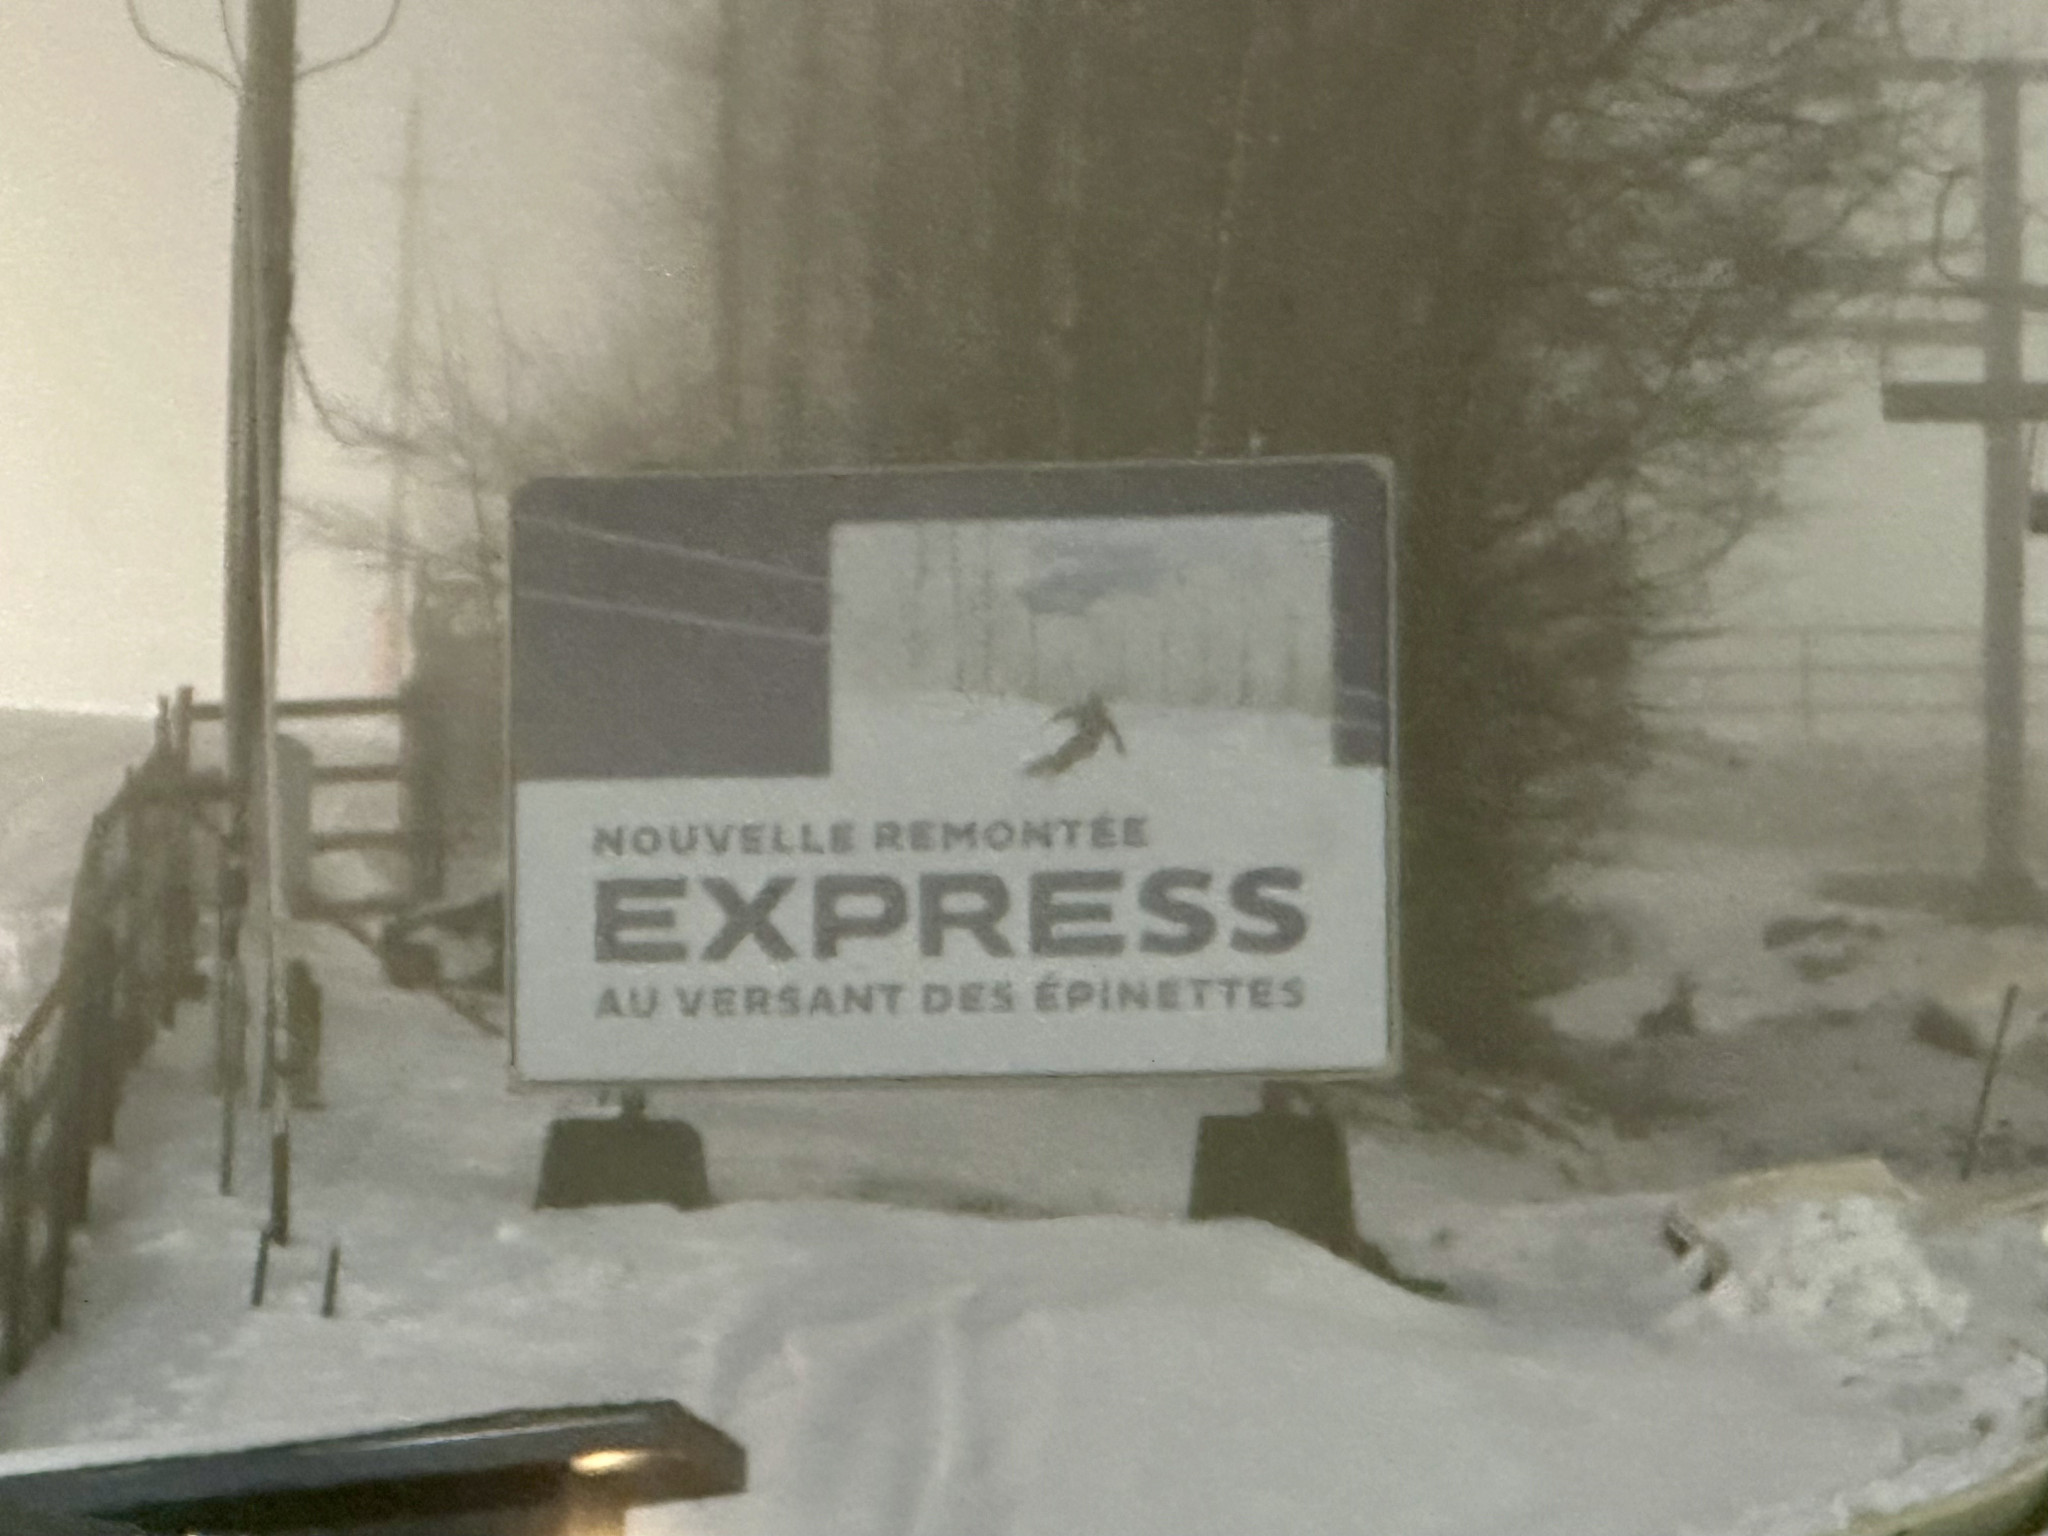 NOUVELLE REMONTÉE
EXPRESS
AU VERSANT DES ÉPINETTES